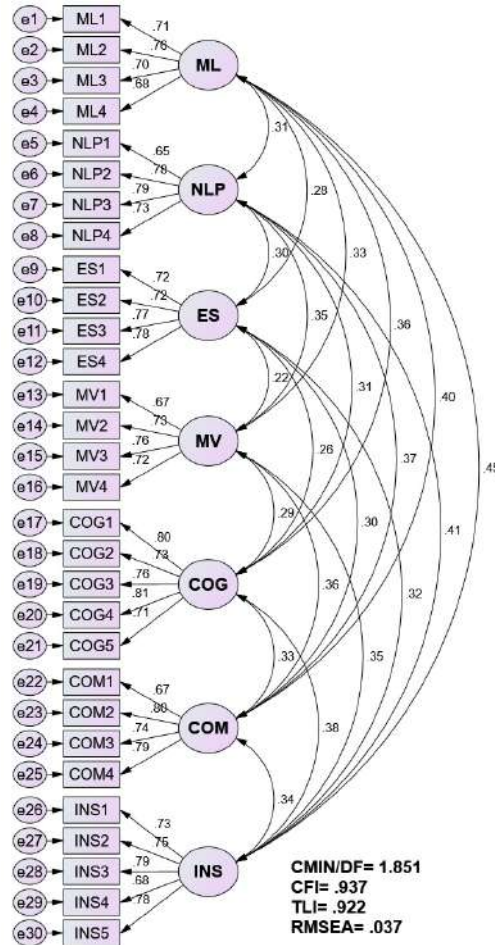 e1 ML1 .71
e2 ML2 .76
e3 ML3 .70
e4 ML4 .68
ML
e5 NLP1 .65
e6 NLP2 .78
e7 NLP3 .79
e8 NLP4 .73
NLP
e9 ES1 .72
e10 ES2 .72
e11 ES3 .77
e12 ES4 .78
ES
e13 MV1 .67
e14 MV2 .73
e15 MV3 .76
e16 MV4 .72
MV
e17 COG1 .80
e18 COG2 .73
e19 COG3 .76
e20 COG4 .81
e21 COG5 .71
COG
e22 COM1 .67
e23 COM2 .80
e24 COM3 .74
e25 COM4 .79
COM
e26 INS1 .73
e27 INS2 .75
e28 INS3 .79
e29 INS4 .68
e30 INS5 .78
INS
.31
.28
.30
.33
.35
.36
.22
.31
.40
.26
.37
.45
.29
.30
.41
.36
.32
.33
.35
.38
.34
CMIN/DF= 1.851
CFI= .937
TLI= .922
RMSEA= .037